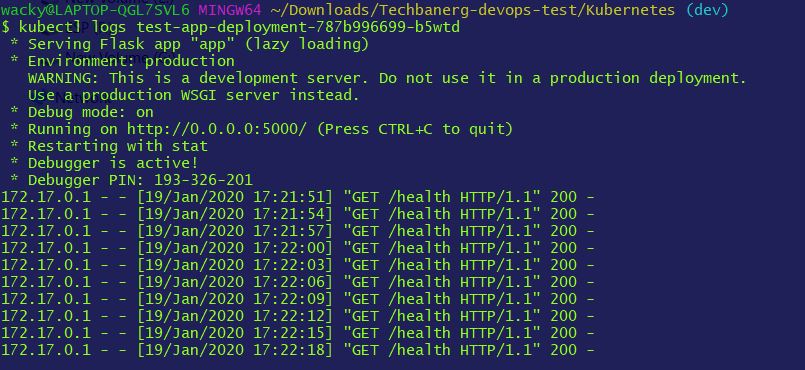 wacky@LAPTOP-QGL7SVL6 MINGW64 ~/Downloads/Techbanerg-devops-test/Kubernetes (dev)
$ kubectl logs test-app-deployment-787b996699-b5wtd
 * Serving Flask app "app" (lazy loading)
 * Environment: production
   WARNING: This is a development server. Do not use it in a production deployment.
   Use a production WSGI server instead.
 * Debug mode: on
 * Running on http://0.0.0.0:5000/ (Press CTRL+C to quit)
 * Restarting with stat
 * Debugger is active!
 * Debugger PIN: 193-326-201
172.17.0.1 - - [19/Jan/2020 17:21:51] "GET /health HTTP/1.1" 200 -
172.17.0.1 - - [19/Jan/2020 17:21:54] "GET /health HTTP/1.1" 200 -
172.17.0.1 - - [19/Jan/2020 17:21:57] "GET /health HTTP/1.1" 200 -
172.17.0.1 - - [19/Jan/2020 17:22:00] "GET /health HTTP/1.1" 200 -
172.17.0.1 - - [19/Jan/2020 17:22:03] "GET /health HTTP/1.1" 200 -
172.17.0.1 - - [19/Jan/2020 17:22:06] "GET /health HTTP/1.1" 200 -
172.17.0.1 - - [19/Jan/2020 17:22:09] "GET /health HTTP/1.1" 200 -
172.17.0.1 - - [19/Jan/2020 17:22:12] "GET /health HTTP/1.1" 200 -
172.17.0.1 - - [19/Jan/2020 17:22:15] "GET /health HTTP/1.1" 200 -
172.17.0.1 - - [19/Jan/2020 17:22:18] "GET /health HTTP/1.1" 200 -